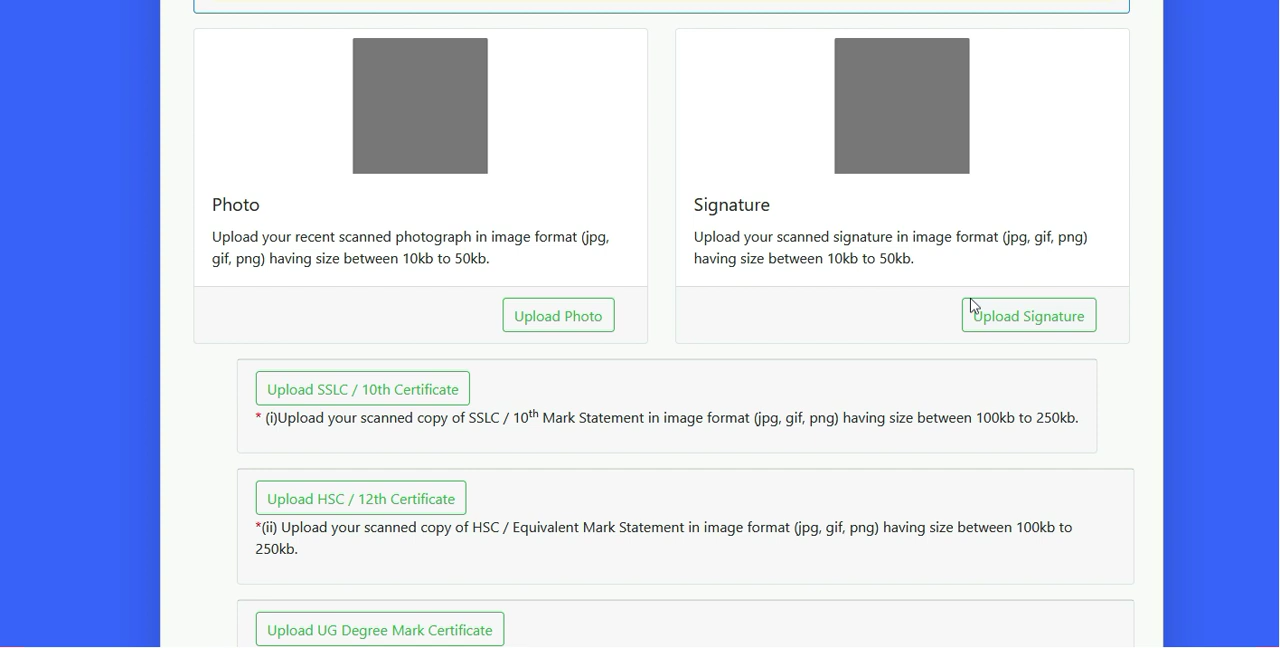 Photo
Upload your recent scanned photograph in image format (jpg,
gif, png) having size between 10kb to 50kb.
Upload Photo
Signature
Upload your scanned signature in image format (jpg, gif, png)
having size between 10kb to 50kb.
Upload Signature
Upload SSLC / 10th Certificate
* (i)Upload your scanned copy of SSLC / 10th Mark Statement in image format (jpg, gif, png) having size between 100kb to 250kb.
Upload HSC / 12th Certificate
*(ii) Upload your scanned copy of HSC / Equivalent Mark Statement in image format (jpg, gif, png) having size between 100kb to
250kb.
Upload UG Degree Mark Certificate